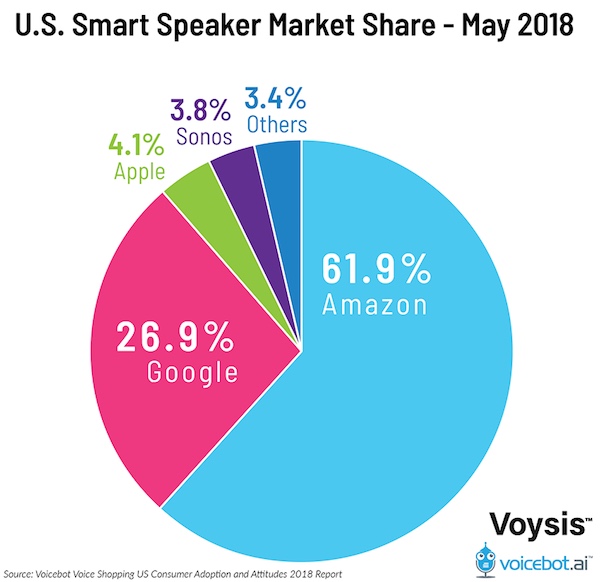 U.S. Smart Speaker Market Share - May 2018
3.4%
Others
3.8%
Sonos
4.1%
Apple
61.9%
Amazon
26.9%
Google
Voysis™
voicebot.ai™
Source: Voicebot Voice Shopping US Consumer Adoption and Attitudes 2018 Report